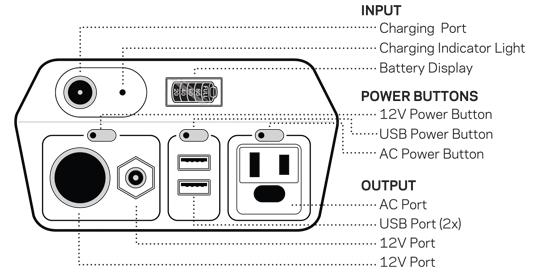 INPUT
Charging Port
Charging Indicator Light
Battery Display
POWER BUTTONS
12V Power Button
USB Power Button
AC Power Button
OUTPUT
AC Port
USB Port (2x)
12V Port
12V Port